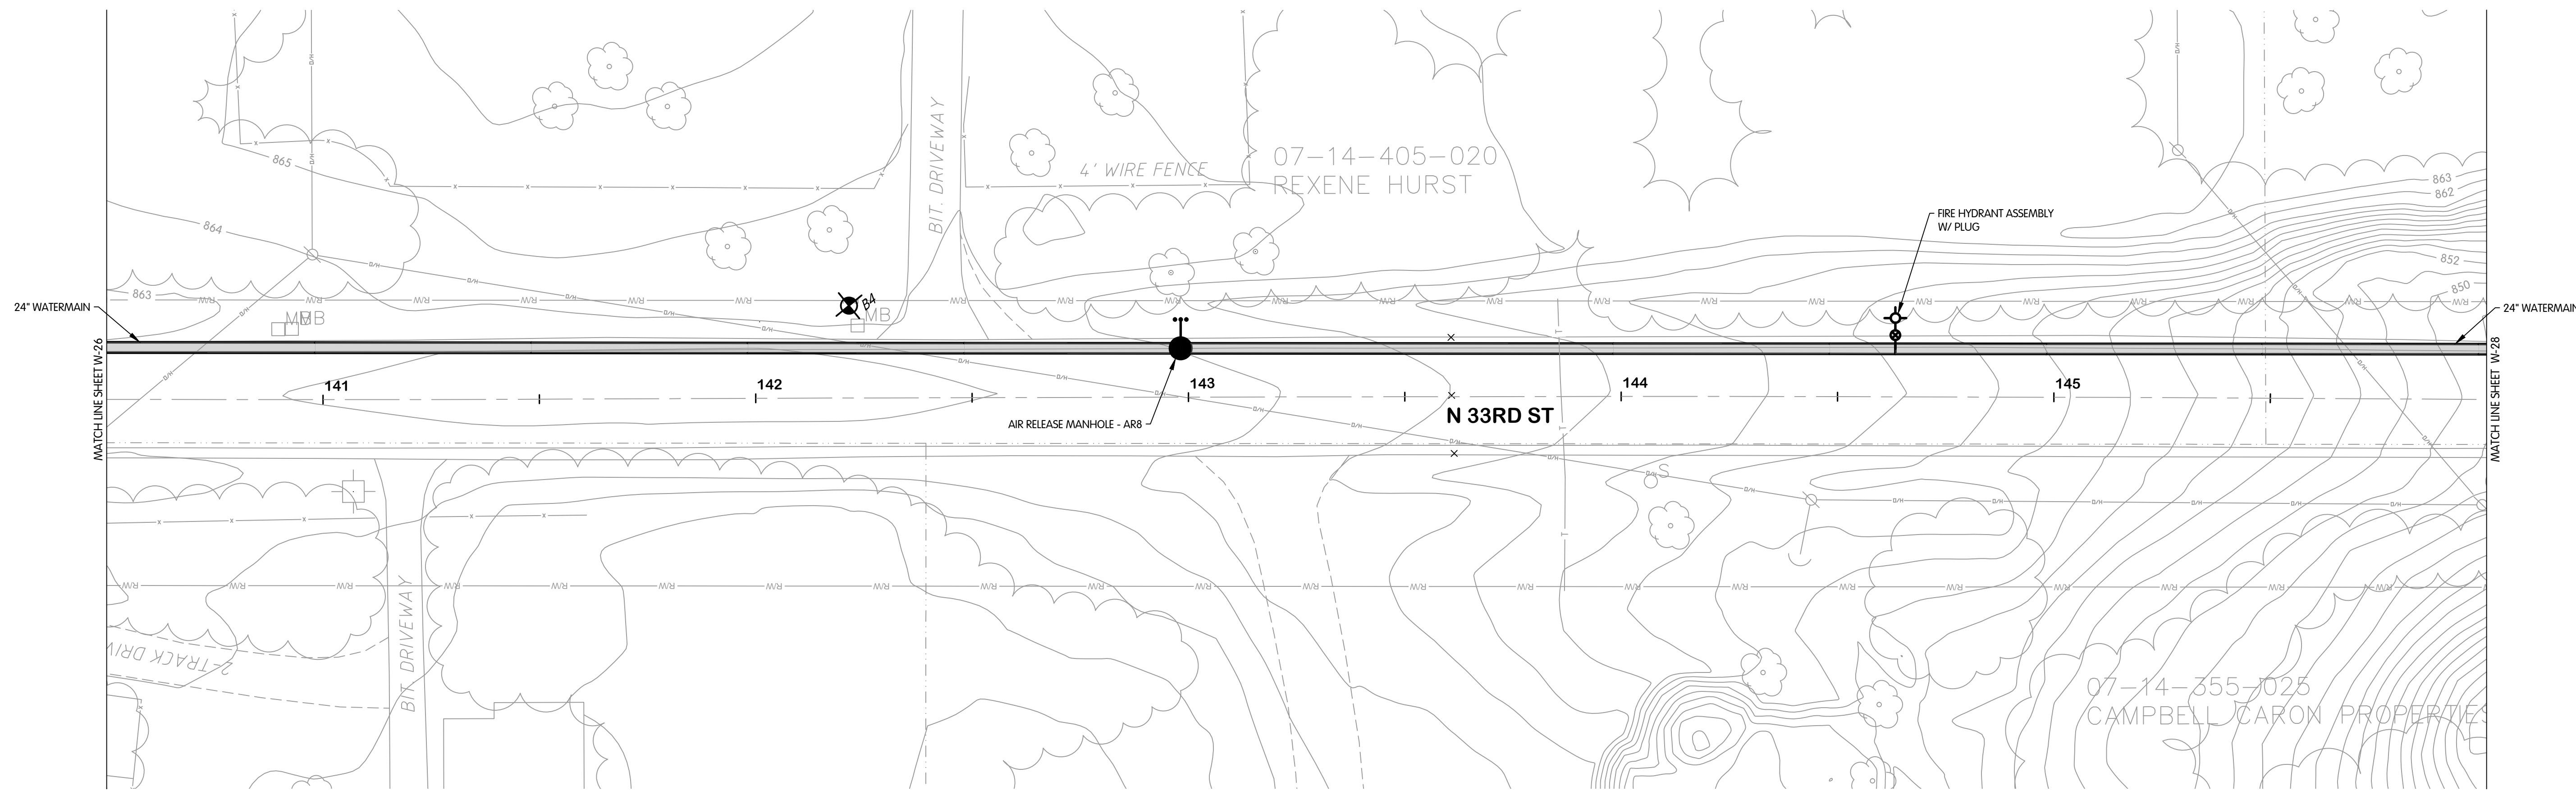 865
864
863
24" WATERMAIN
MATCH LINE SHEET W-26
MB
MB
BIT. DRIVEWAY
4' WIRE FENCE
07-14-405-020
REXENE HURST
B4
MB
FIRE HYDRANT ASSEMBLY
W/ PLUG
863
862
852
850
24" WATERMAIN
MATCH LINE SHEET W-28
141
142
143
144
145
AIR RELEASE MANHOLE - AR8
N 33RD ST
S
T
T
O/H
R/W
2-TRACK DRIV
BIT. DRIVEWAY
07-14-355-025
CAMPBELL CARON PROPERTIES